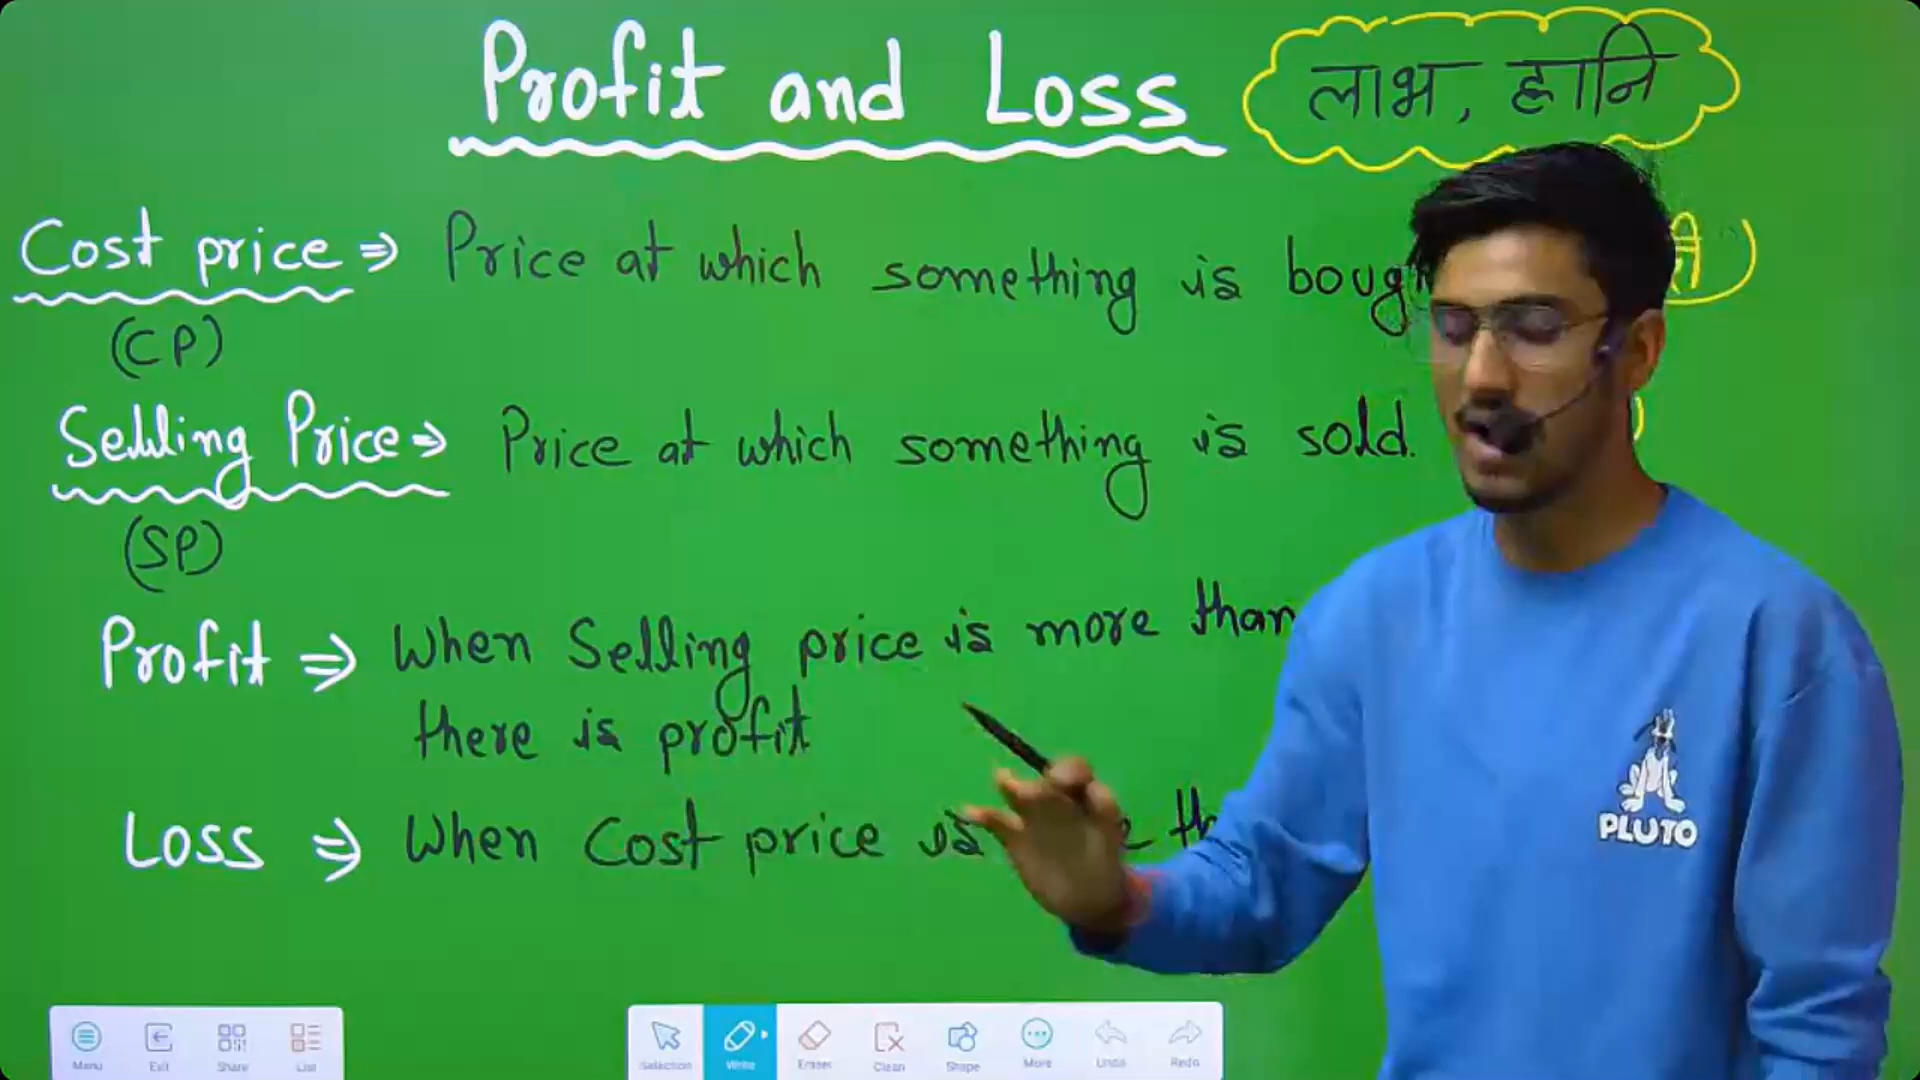 Profit and Loss
लाभ, हानि
Cost price ⇒ Price at which something is
(CP)
Selling Price ⇒ Price at which something is sold.
(SP)
Profit ⇒ When Selling price is more than
there is profit
Loss ⇒ When Cost price is
PLUTO
Menu Exit Share List
Selection Write Eraser Clean Shape More Undo Redo